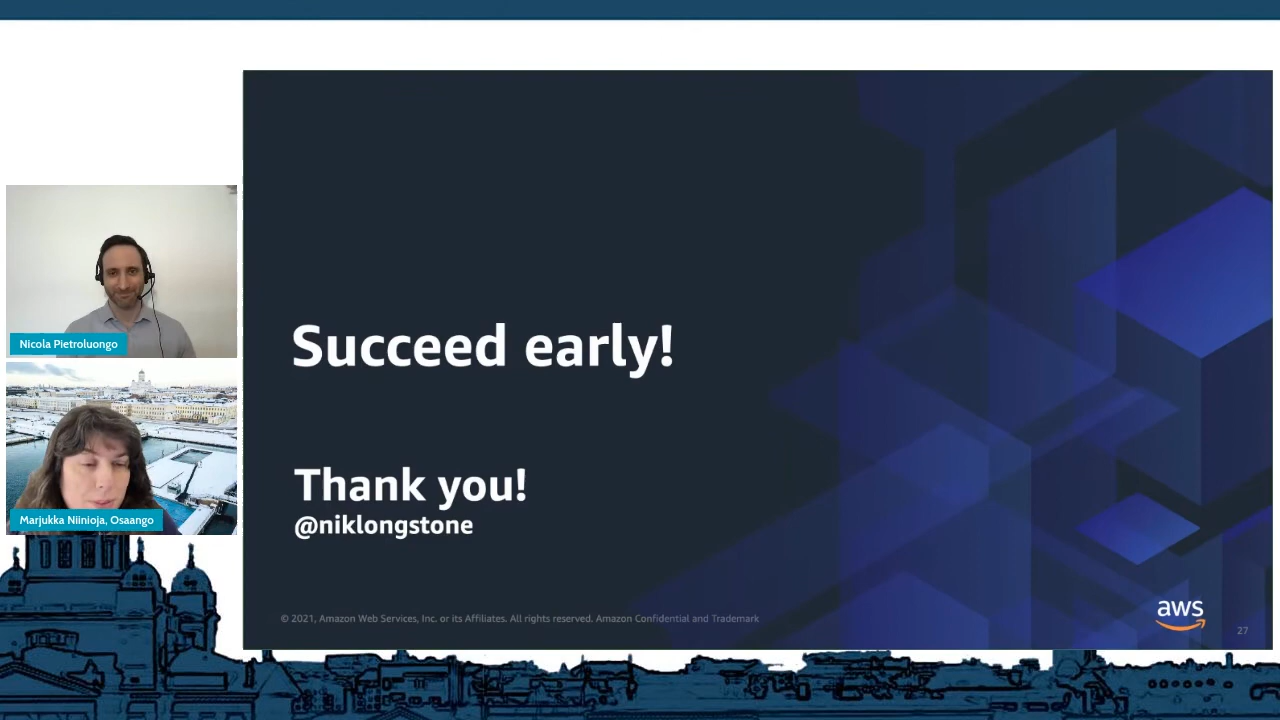 Nicola Pietroluongo
Marjukka Niinioja, Osaango
Succeed early!
Thank you!
@niklongstone
© 2021, Amazon Web Services, Inc. or its Affiliates. All rights reserved. Amazon Confidential and Trademark
aws
27